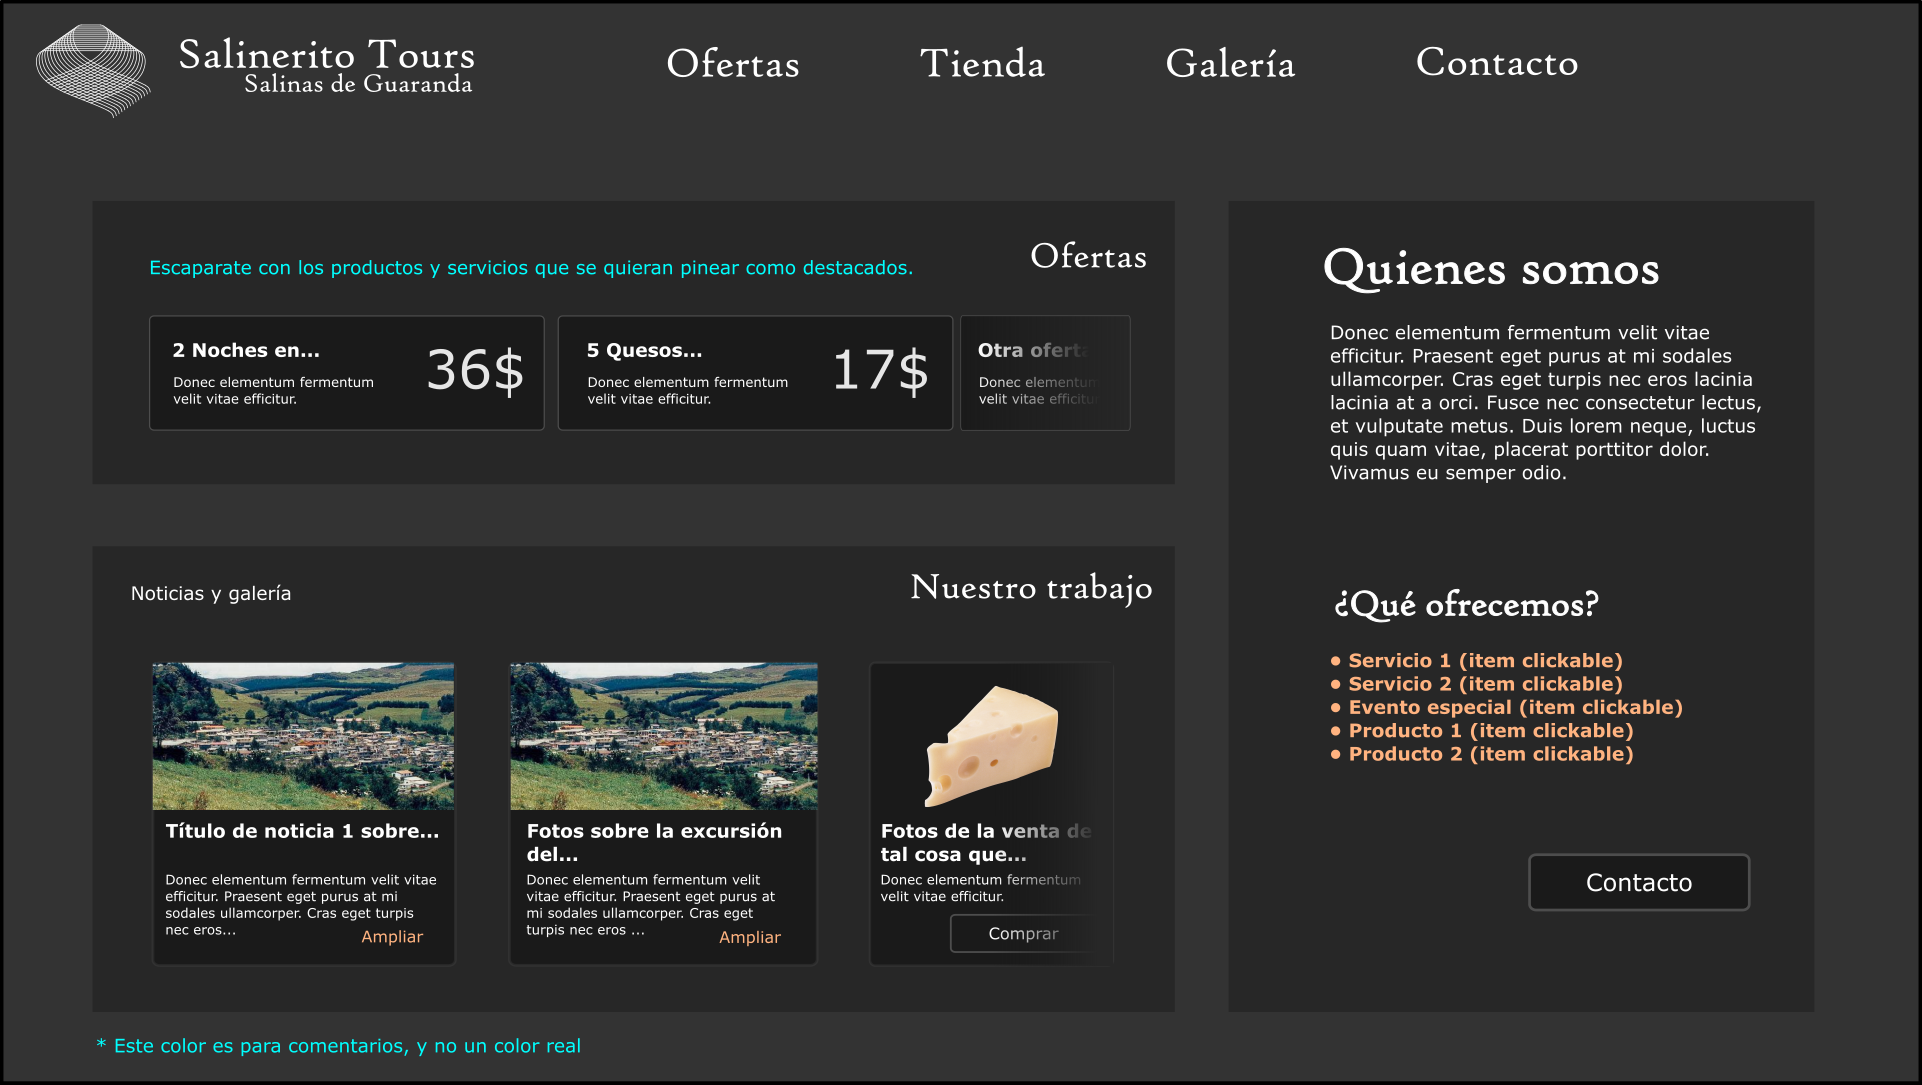 Salinerito Tours
Salinas de Guaranda
Ofertas
Tienda
Galería
Contacto
Escaparate con los productos y servicios que se quieran pinear como destacados.
Ofertas
2 Noches en...
Donec elementum fermentum
velit vitae efficitur.
36$
5 Quesos...
Donec elementum fermentum
velit vitae efficitur.
17$
Otra oferta
Donec elementum
velit vitae efficitur
Noticias y galería
Nuestro trabajo
Título de noticia 1 sobre...
Donec elementum fermentum velit vitae
efficitur. Praesent eget purus at mi
sodales ullamcorper. Cras eget turpis
nec eros...
Ampliar
Fotos sobre la excursión
del...
Donec elementum fermentum velit
vitae efficitur. Praesent eget purus at
mi sodales ullamcorper. Cras eget
turpis nec eros ...
Ampliar
Fotos de la venta de
tal cosa que...
Donec elementum fermentum
velit vitae efficitur.
Comprar
Quienes somos
Donec elementum fermentum velit vitae
efficitur. Praesent eget purus at mi sodales
ullamcorper. Cras eget turpis nec eros lacinia
lacinia at a orci. Fusce nec consectetur lectus,
et vulputate metus. Duis lorem neque, luctus
quis quam vitae, placerat porttitor dolor.
Vivamus eu semper odio.
¿Qué ofrecemos?
• Servicio 1 (item clickable)
• Servicio 2 (item clickable)
• Evento especial (item clickable)
• Producto 1 (item clickable)
• Producto 2 (item clickable)
Contacto
* Este color es para comentarios, y no un color real